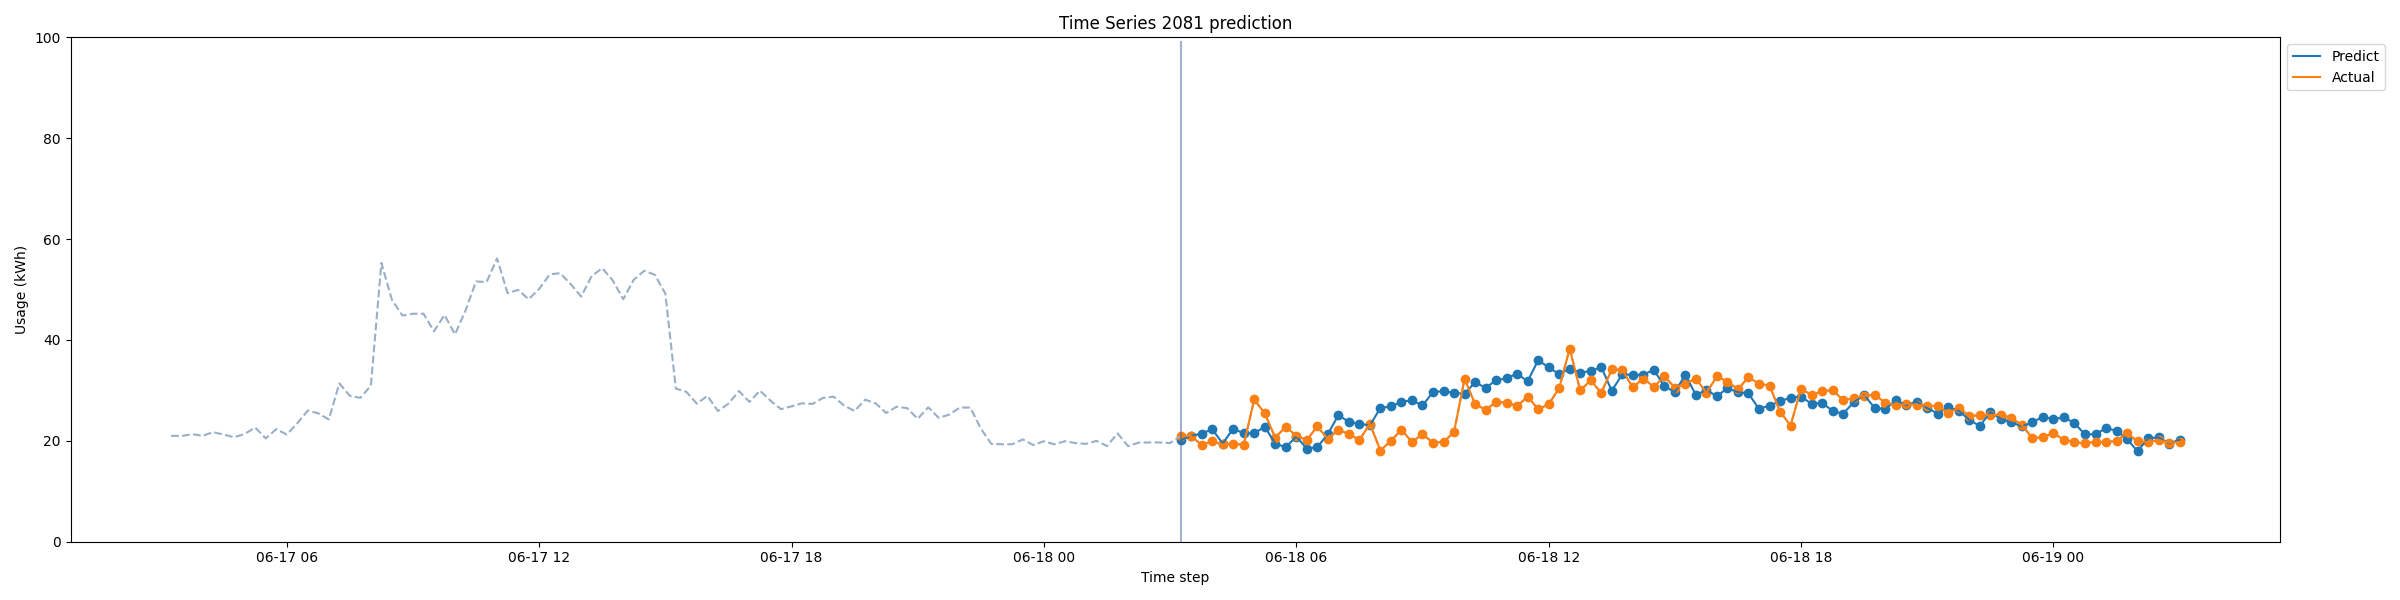 Time Series 2081 prediction
100
80
60
40
20
0
Usage (kWh)
06-17 06
06-17 12
06-17 18
06-18 00
06-18 06
06-18 12
06-18 18
06-19 00
Time step
Predict
Actual